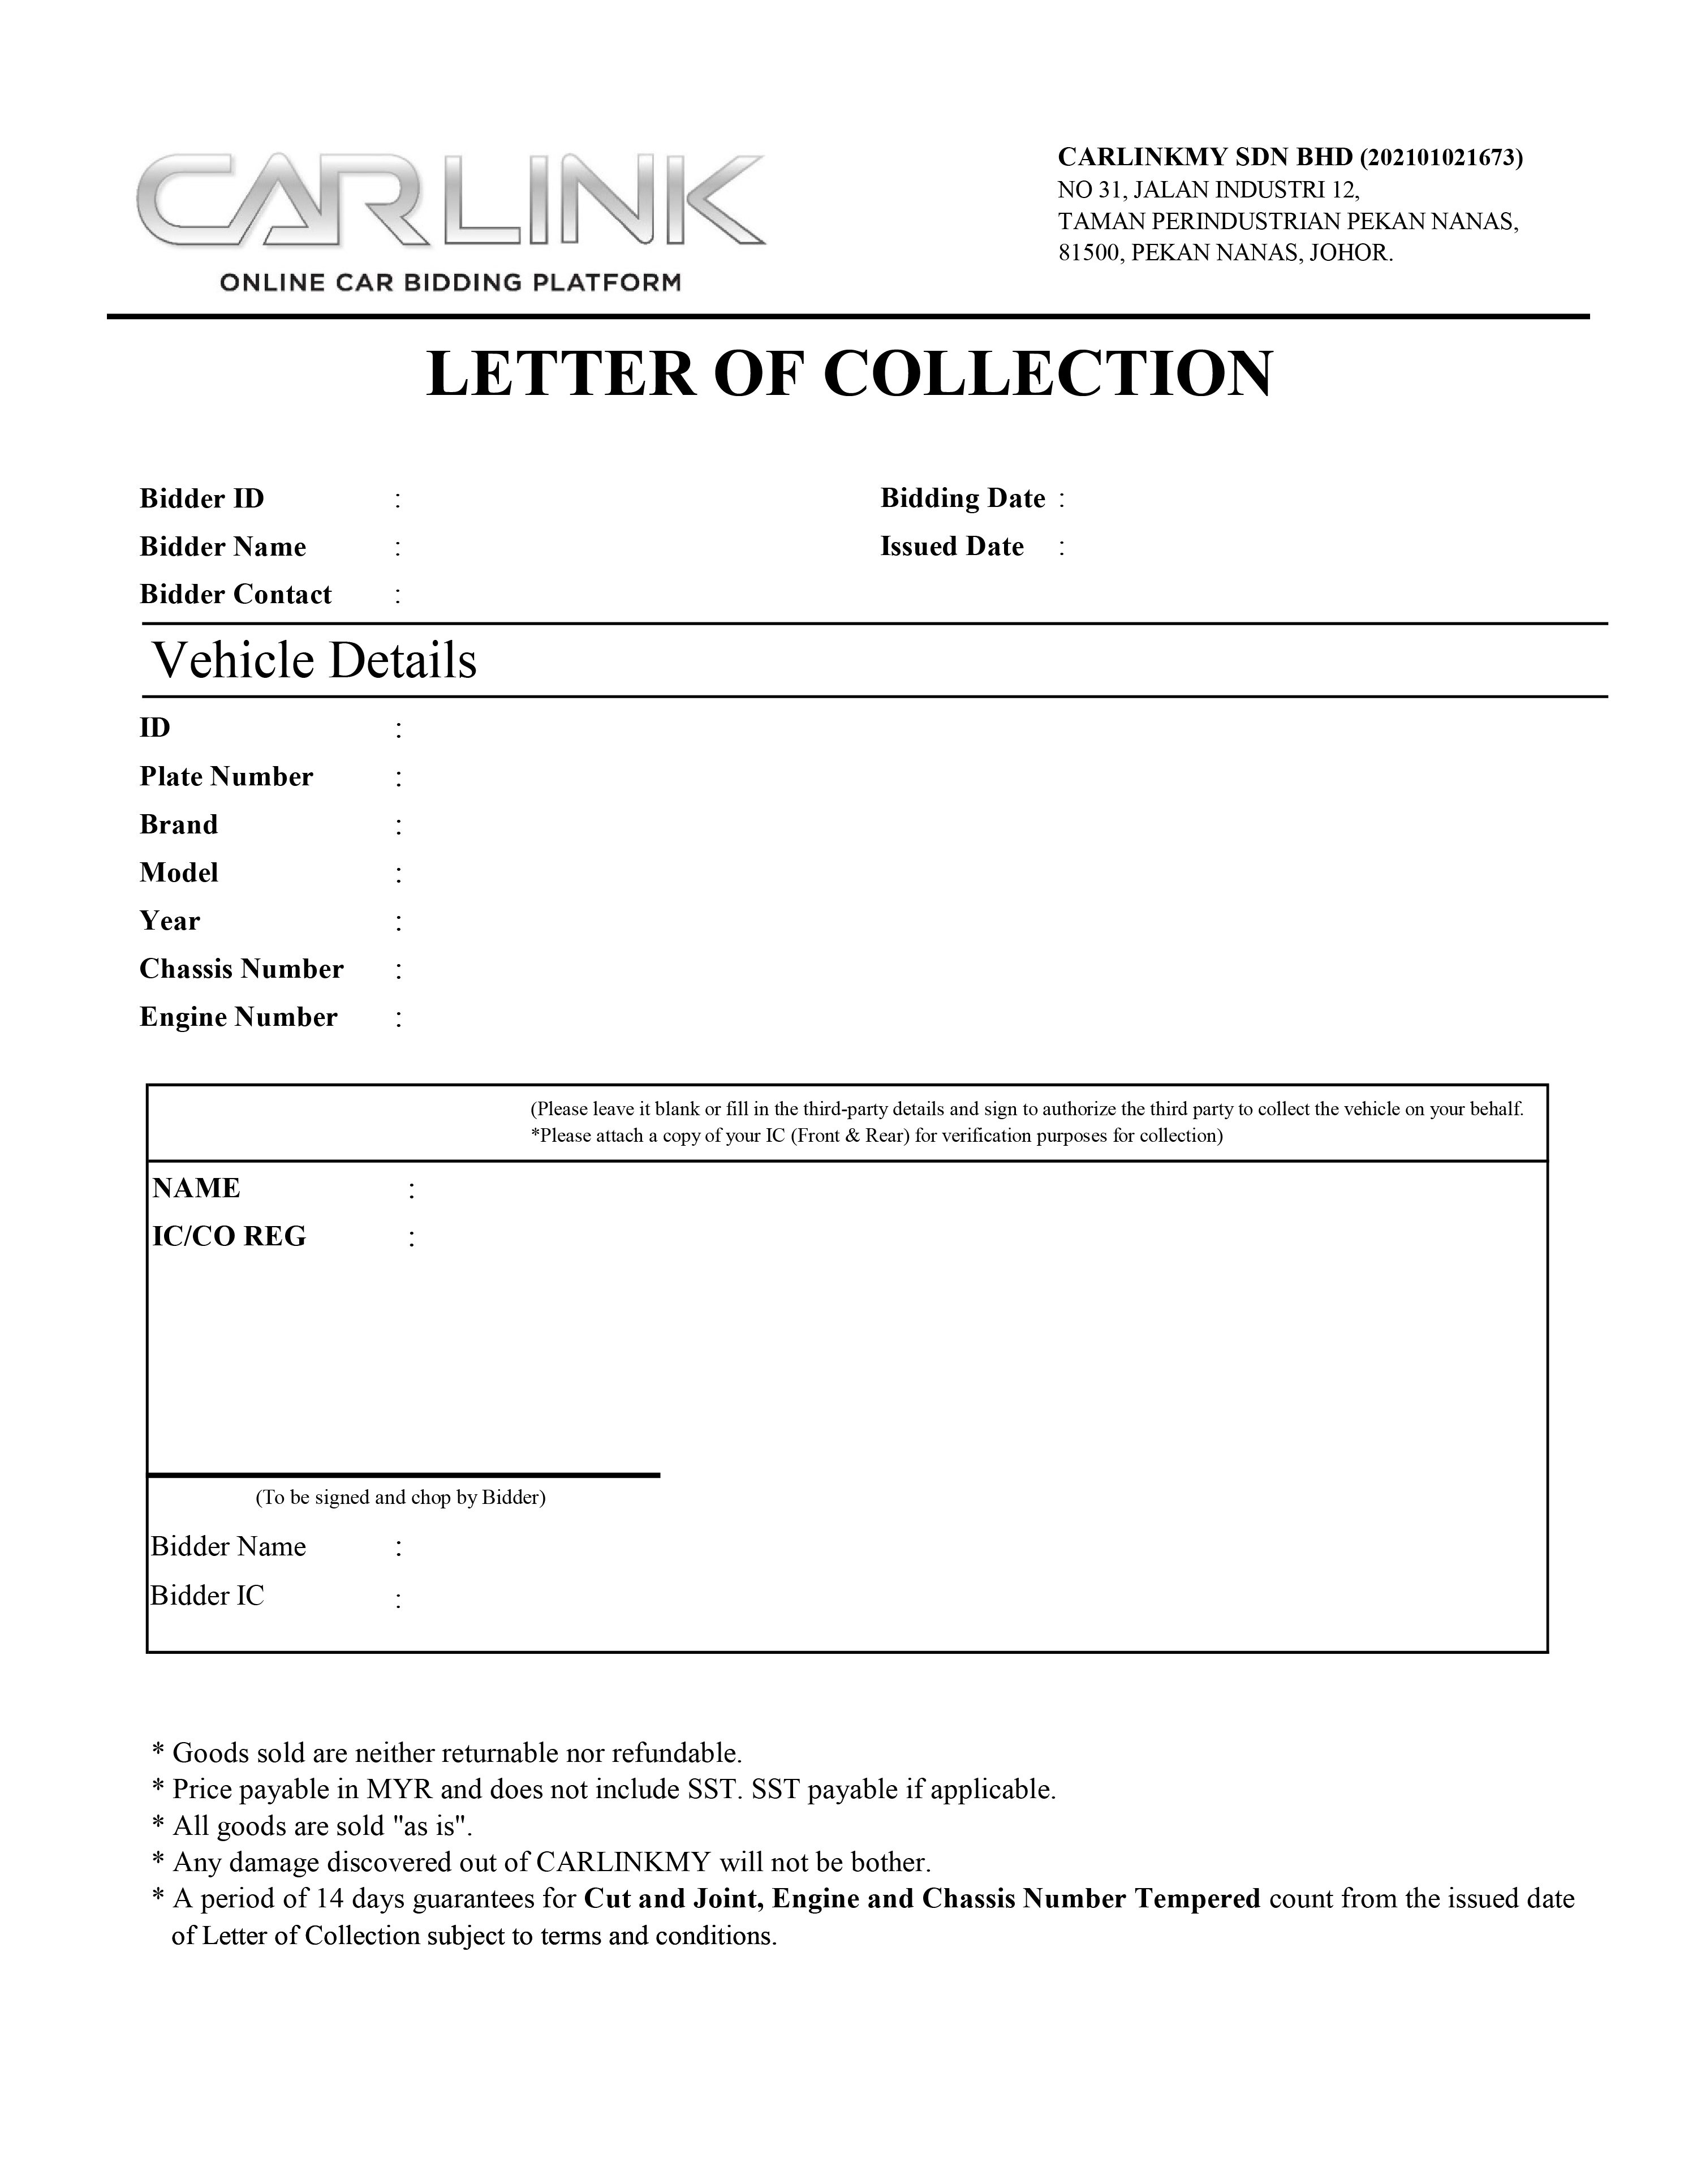 CARLINK
ONLINE CAR BIDDING PLATFORM
CARLINKMY SDN BHD (202101021673)
NO 31, JALAN INDUSTRI 12,
TAMAN PERINDUSTRIAN PEKAN NANAS,
81500, PEKAN NANAS, JOHOR.
LETTER OF COLLECTION
Bidder ID :
Bidding Date :
Bidder Name :
Issued Date :
Bidder Contact :
Vehicle Details
ID :
Plate Number :
Brand :
Model :
Year :
Chassis Number :
Engine Number :
(Please leave it blank or fill in the third-party details and sign to authorize the third party to collect the vehicle on your behalf.
*Please attach a copy of your IC (Front & Rear) for verification purposes for collection)
NAME :
IC/CO REG :
(To be signed and chop by Bidder)
Bidder Name :
Bidder IC :
* Goods sold are neither returnable nor refundable.
* Price payable in MYR and does not include SST. SST payable if applicable.
* All goods are sold "as is".
* Any damage discovered out of CARLINKMY will not be bother.
* A period of 14 days guarantees for Cut and Joint, Engine and Chassis Number Tempered count from the issued date
of Letter of Collection subject to terms and conditions.